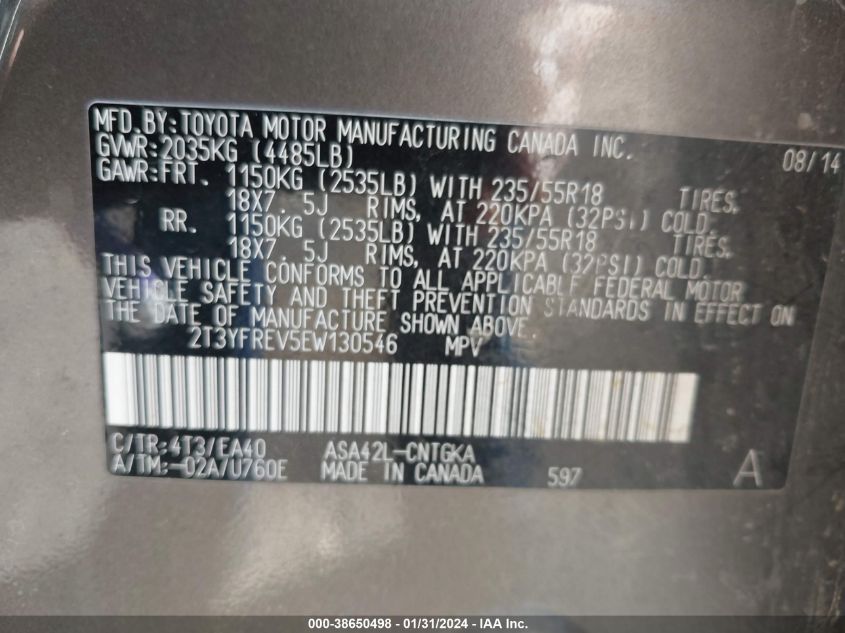 MFD.BY:TOYOTA MOTOR MANUFACTURING CANADA INC. 08/14
GVWR:2035KG (4485LB)
GAWR:FRT. 1150KG (2535LB) WITH 235/55R18 TIRES,
18X7.5J RIMS, AT 220KPA (32PSI) COLD.
RR. 1150KG (2535LB) WITH 235/55R18 TIRES,
18X7.5J RIMS, AT 220KPA (32PSI) COLD.
THIS VEHICLE CONFORMS TO ALL APPLICABLE FEDERAL MOTOR
VEHICLE SAFETY AND THEFT PREVENTION STANDARDS IN EFFECT ON
THE DATE OF MANUFACTURE SHOWN ABOVE.
2T3YFREV5EW130546 MPV
C/TR:4T3/EA40 ASA42L-CNTGKA
A/TM:-02A/U760E MADE IN CANADA 597 A
000-38650498 - 01/31/2024 - IAA Inc.